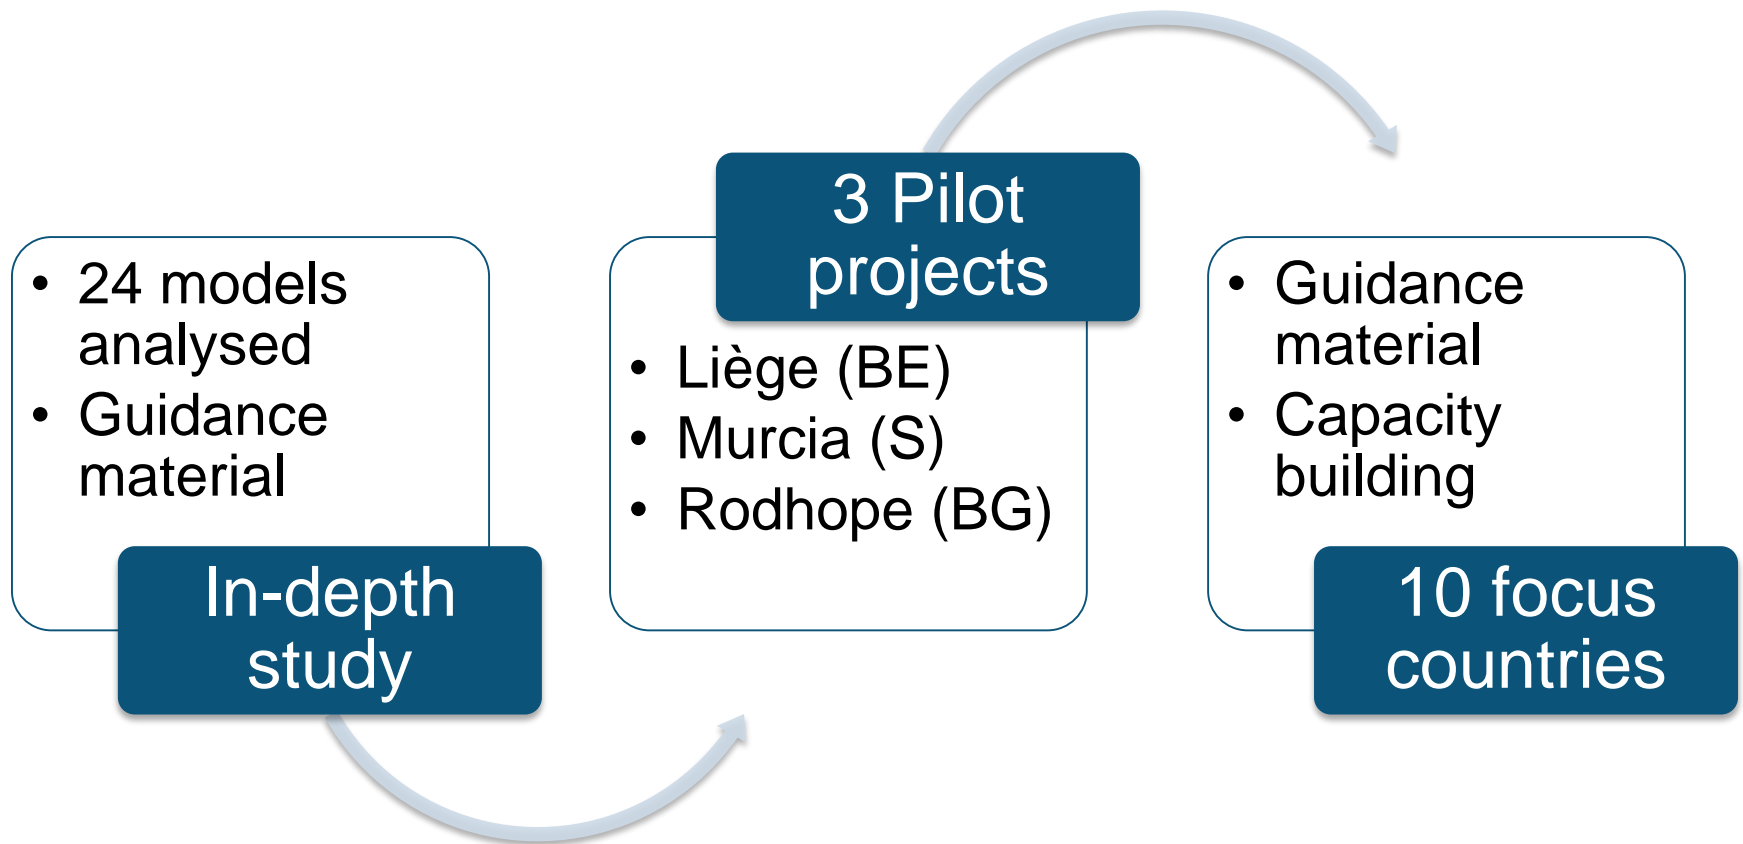 • 24 models
analysed
• Guidance
material
In-depth
study
3 Pilot
projects
• Liège (BE)
• Murcia (S)
• Rodhope (BG)
• Guidance
material
• Capacity
building
10 focus
countries